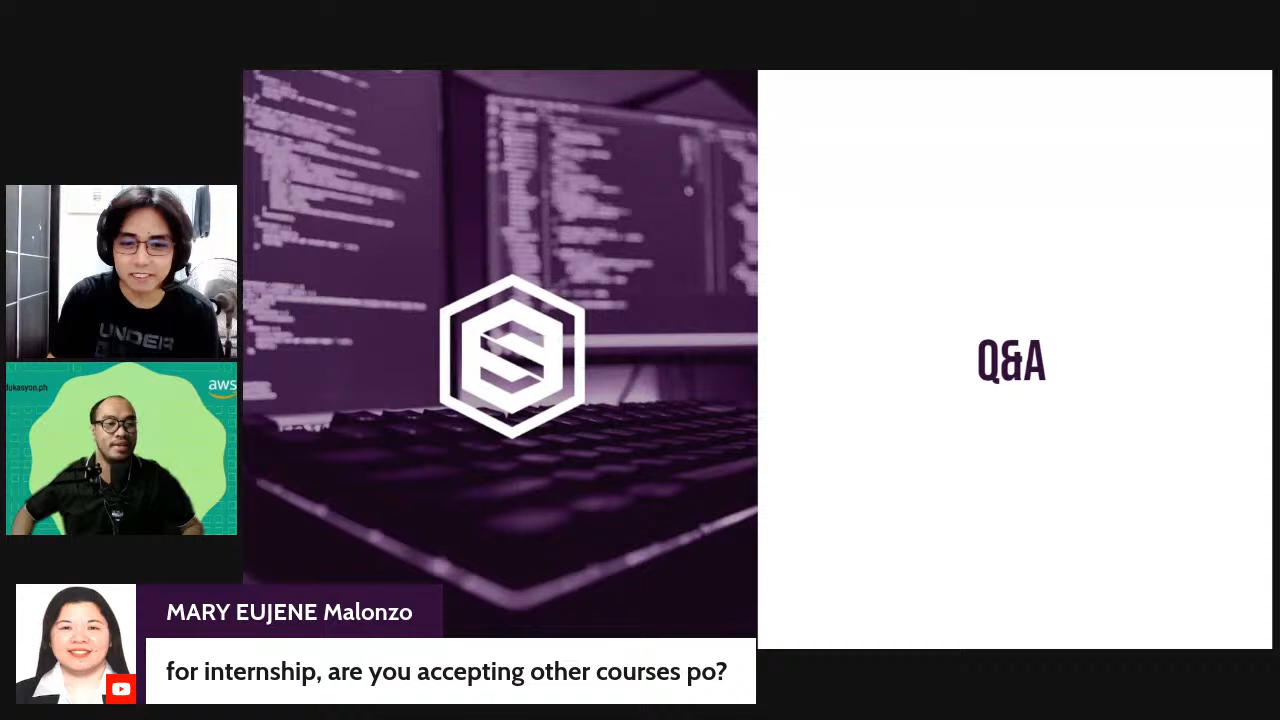 UNDER
dukasyon.ph
aws
Q&A
MARY EUJENE Malonzo
for internship, are you accepting other courses po?